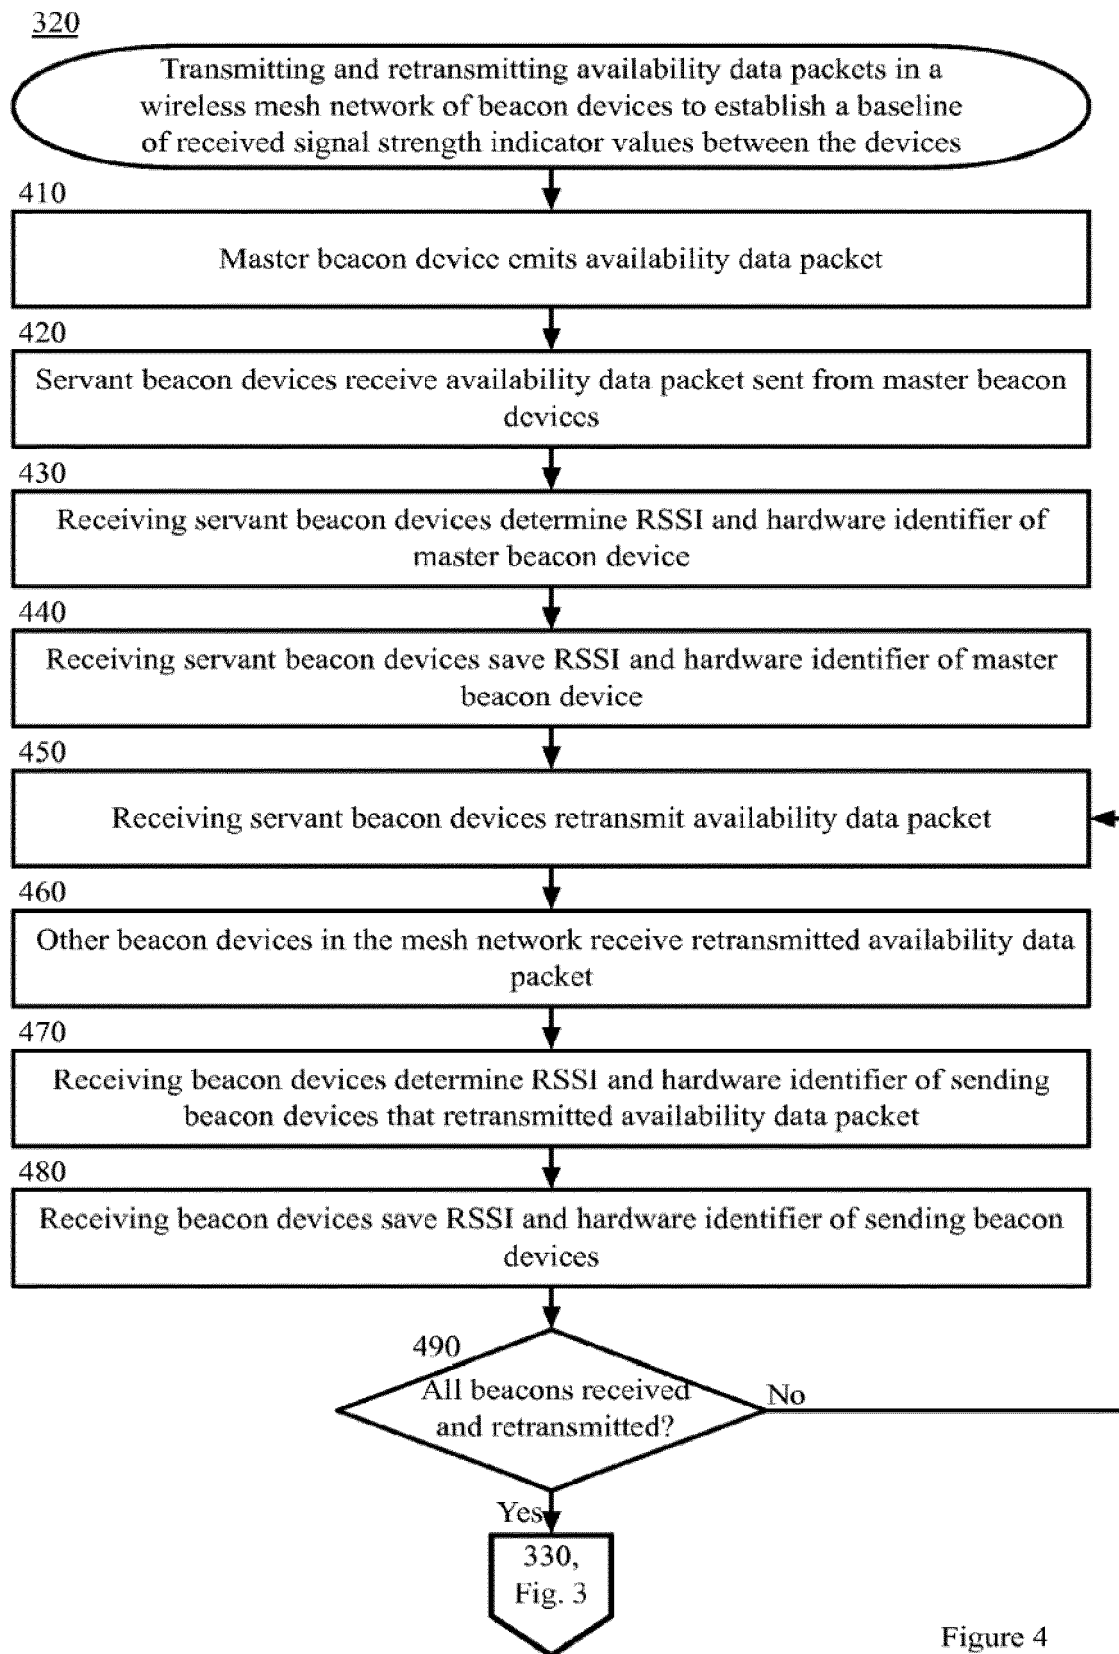 320
Transmitting and retransmitting availability data packets in a
wireless mesh network of beacon devices to establish a baseline
of received signal strength indicator values between the devices
410
Master beacon device emits availability data packet
420
Servant beacon devices receive availability data packet sent from master beacon
devices
430
Receiving servant beacon devices determine RSSI and hardware identifier of
master beacon device
440
Receiving servant beacon devices save RSSI and hardware identifier of master
beacon device
450
Receiving servant beacon devices retransmit availability data packet
460
Other beacon devices in the mesh network receive retransmitted availability data
packet
470
Receiving beacon devices determine RSSI and hardware identifier of sending
beacon devices that retransmitted availability data packet
480
Receiving beacon devices save RSSI and hardware identifier of sending beacon
devices
490
All beacons received
and retransmitted?
No
Yes
330,
Fig. 3
Figure 4